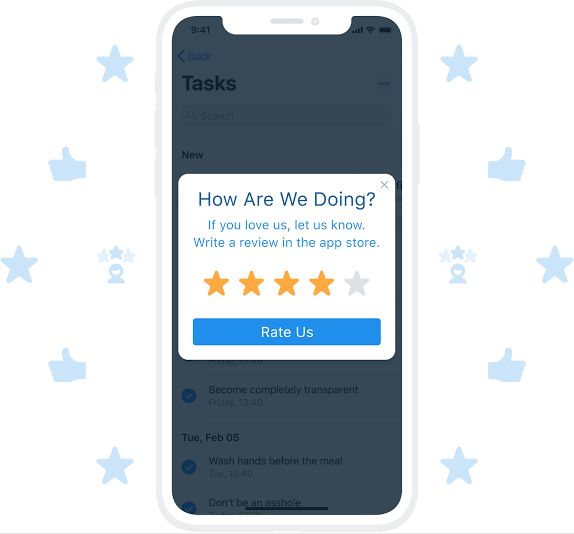 9:41
Back
Tasks
Search
New
How Are We Doing?
If you love us, let us know.
Write a review in the app store.
Rate Us
Friday, 13:40
Become completely transparent
Friday, 13:40
Tue, Feb 05
Wash hands before the meal
Tue, 13:40
Don't be an asshole